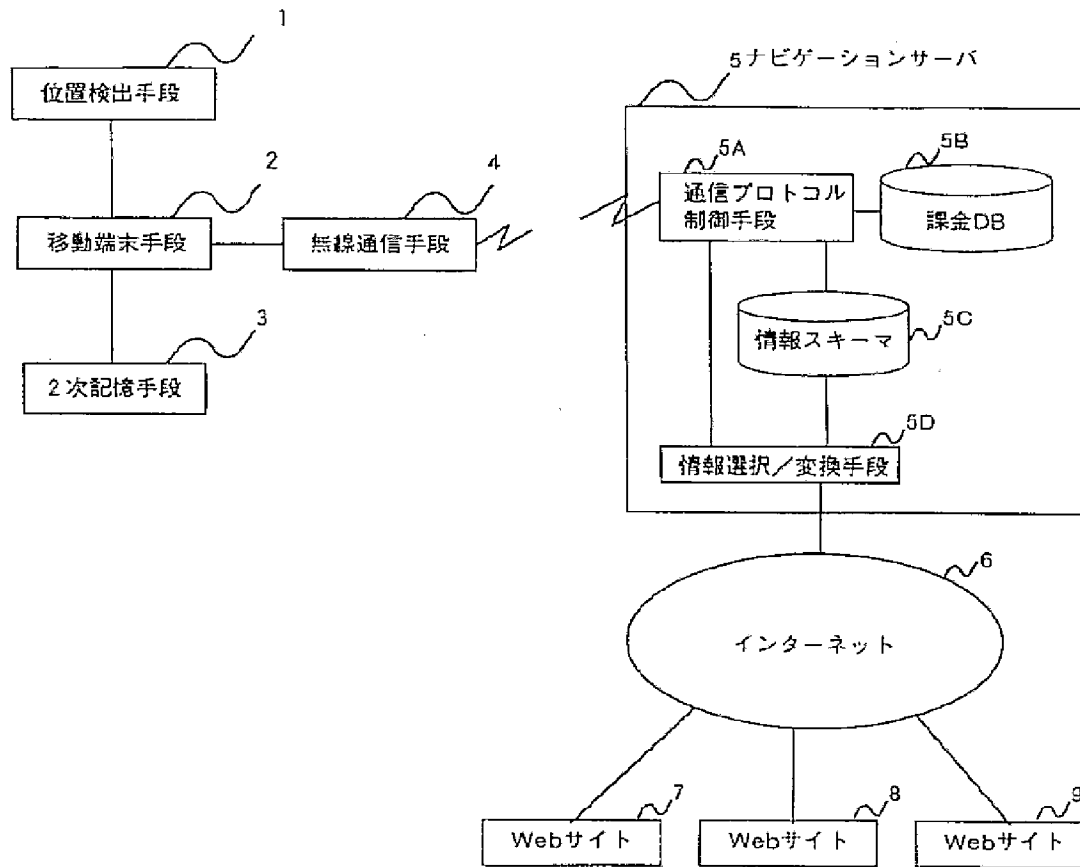 1
位置検出手段
2
移動端末手段
4
無線通信手段
3
2次記憶手段
5ナビゲーションサーバ
5A
通信プロトコル
制御手段
5B
課金DB
5C
情報スキーマ
5D
情報選択／変換手段
6
インターネット
7
Webサイト
8
Webサイト
9
Webサイト